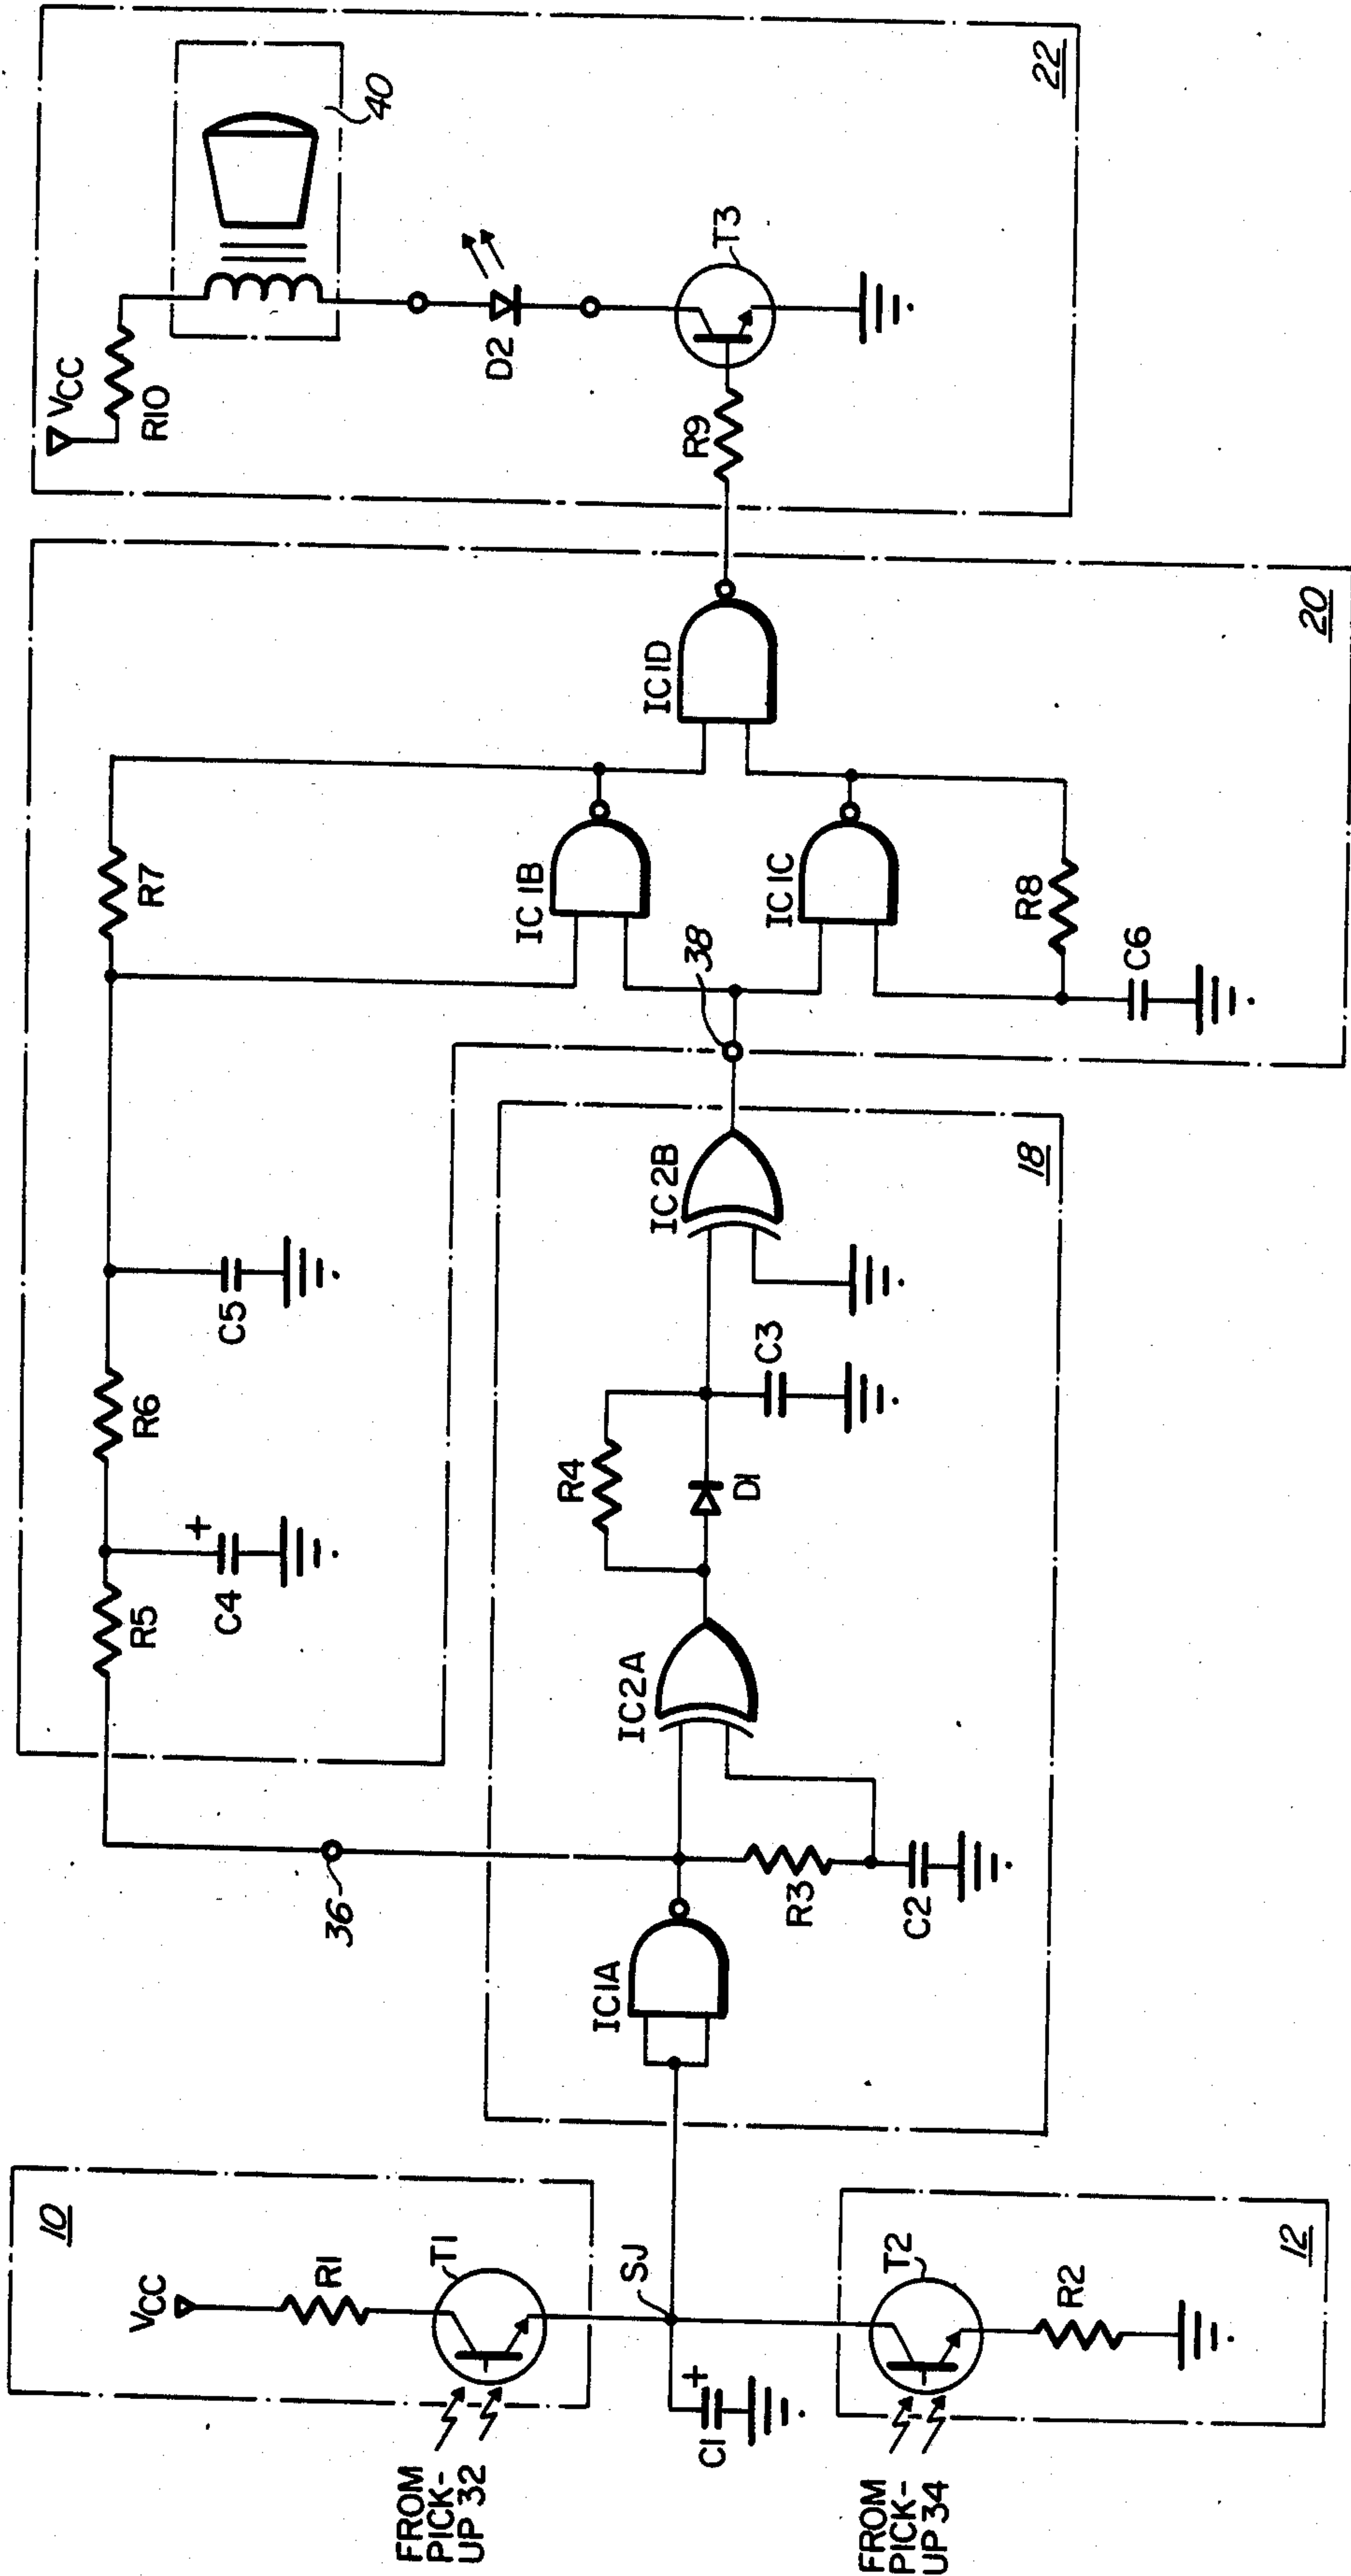 VCC
R10
40
D2
T3
R9
22
R7
IC1B
IC1C
IC1D
R8
C6
38
20
R5
C4
+
R6
C5
36
IC1A
R3
C2
IC2A
R4
D1
C3
IC2B
18
10
VCC
R1
T1
FROM
PICK-
UP 32
SJ
C1
+
T2
R2
12
FROM
PICK-
UP 34